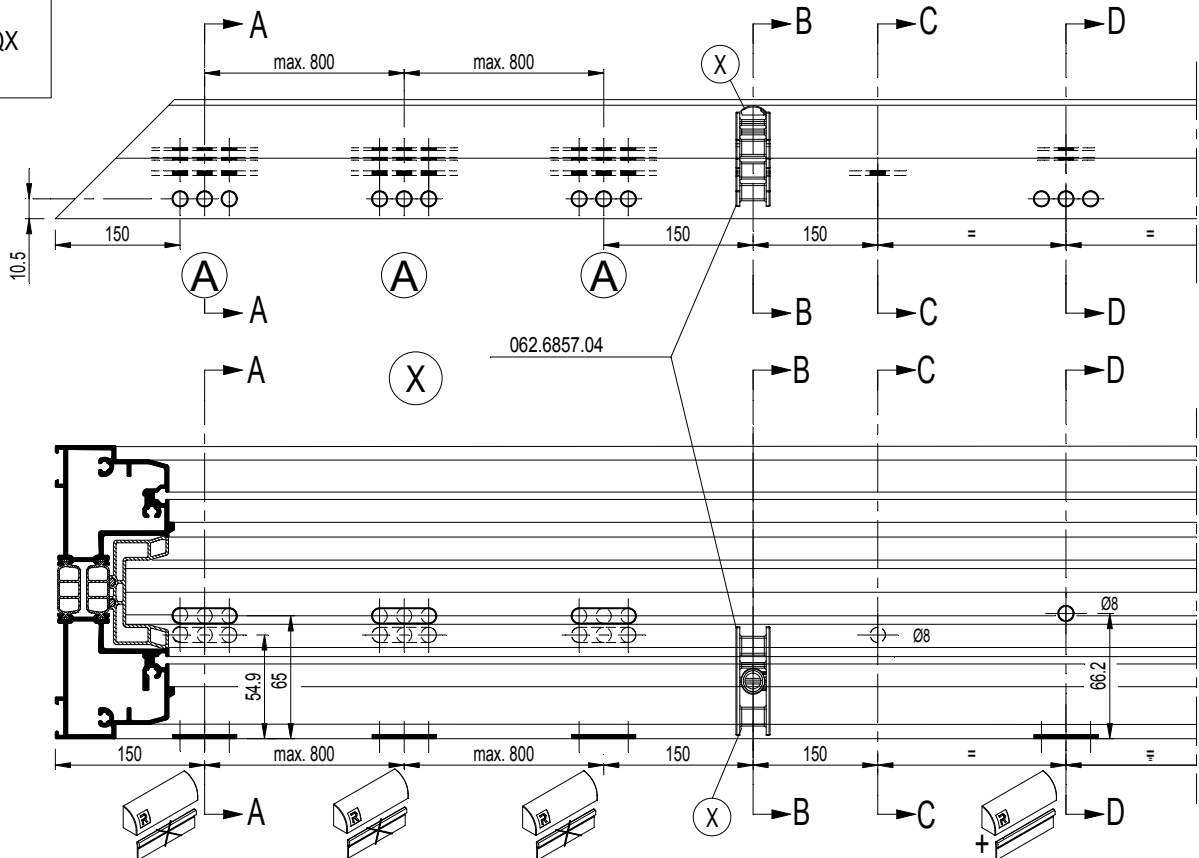 QX
A B C D
max. 800 max. 800
X
150 150 150 = =
10.5
A A A
A B C D
062.6857.04
A X B C D
Ø8
Ø8
54.9 65 66.2
150 max. 800 max. 800 150 150 = =
R R R R
A X B C + D